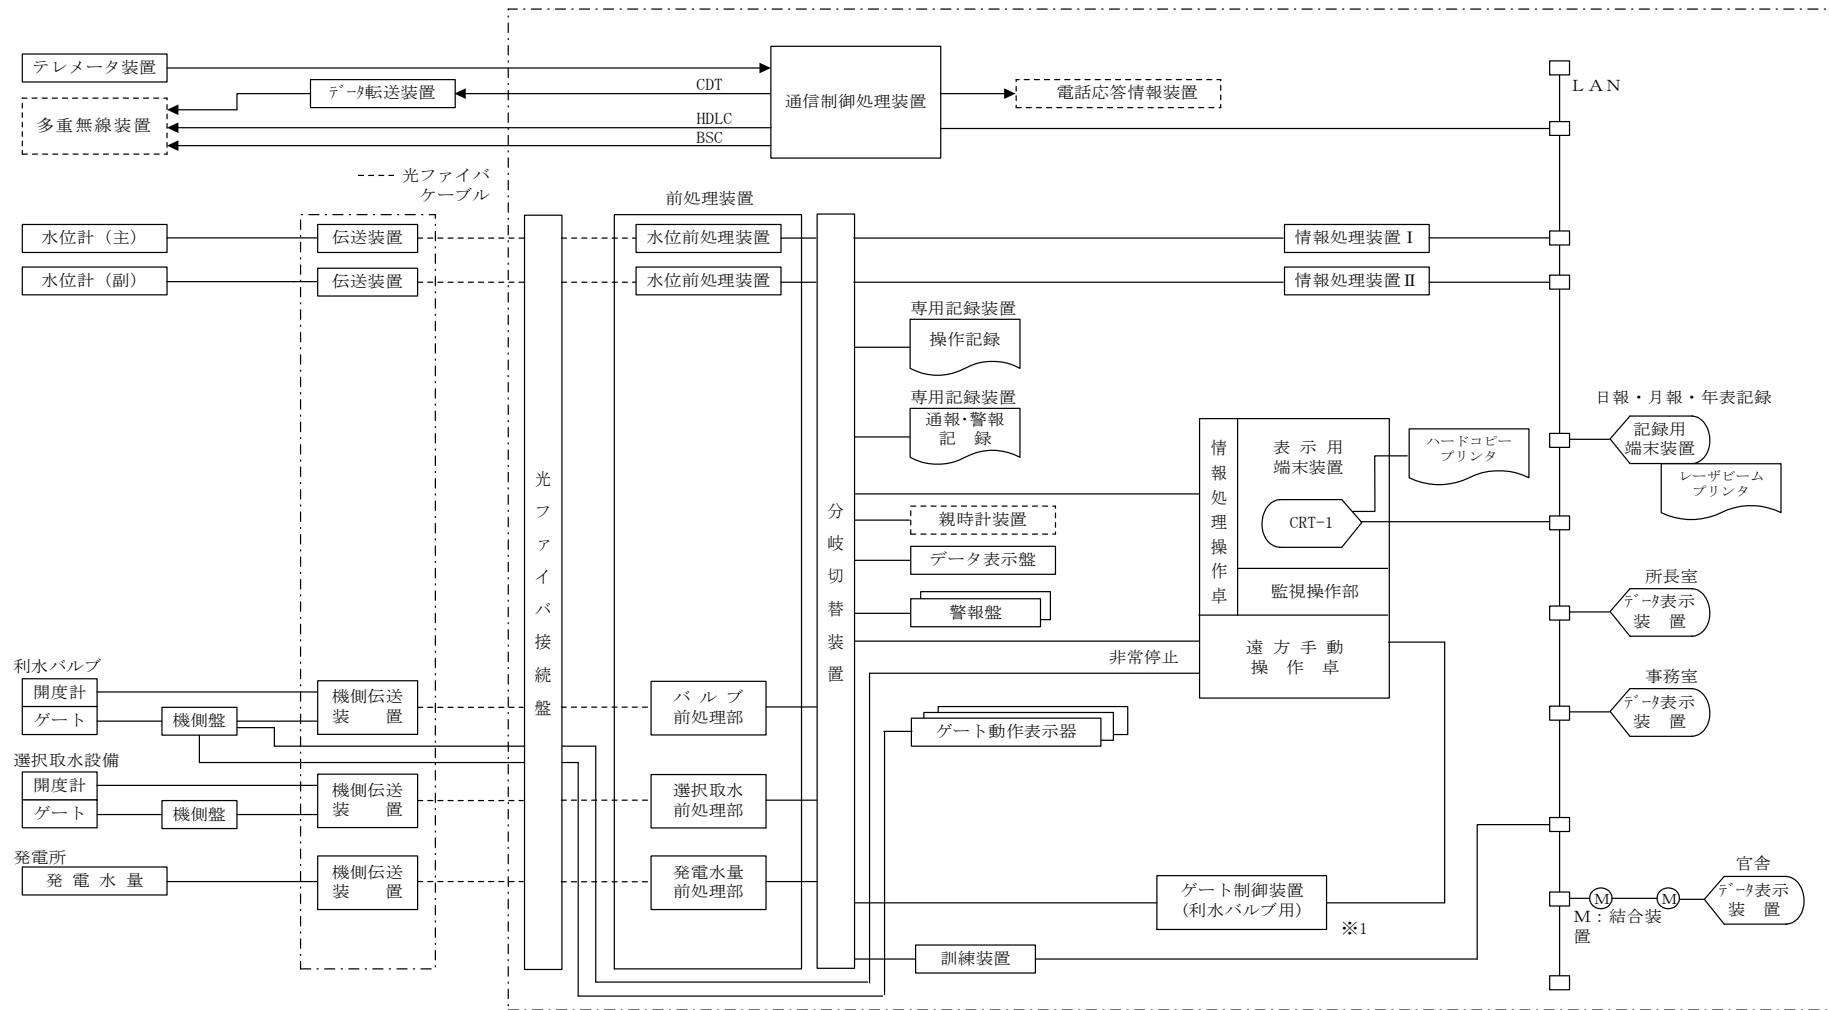 テレメータ装置
データ転送装置
多重無線装置
CDT
HDLC
BSC
通信制御処理装置
電話応答情報装置
LAN
---- 光ファイバ
ケーブル
前処理装置
水位計（主）
伝送装置
水位前処理装置
情報処理装置Ⅰ
水位計（副）
伝送装置
水位前処理装置
情報処理装置Ⅱ
専用記録装置
操作記録
専用記録装置
通報・警報
記　録
光ファイバ接続盤
分岐切替装置
親時計装置
データ表示盤
警報盤
情報処理操作卓
表示用
端末装置
CRT-1
監視操作部
遠方手動
操作卓
非常停止
ハードコピー
プリンタ
日報・月報・年表記録
記録用
端末装置
レーザビーム
プリンタ
所長室
データ表示
装　置
事務室
データ表示
装　置
利水バルブ
開度計
ゲート
機側盤
機側伝送
装　置
バルブ
前処理部
ゲート動作表示器
選択取水設備
開度計
ゲート
機側盤
機側伝送
装　置
選択取水
前処理部
発電所
発電水量
機側伝送
装　置
発電水量
前処理部
ゲート制御装置
(利水バルブ用)
※1
訓練装置
官舎
データ表示
装　置
M
M
M：結合装
置